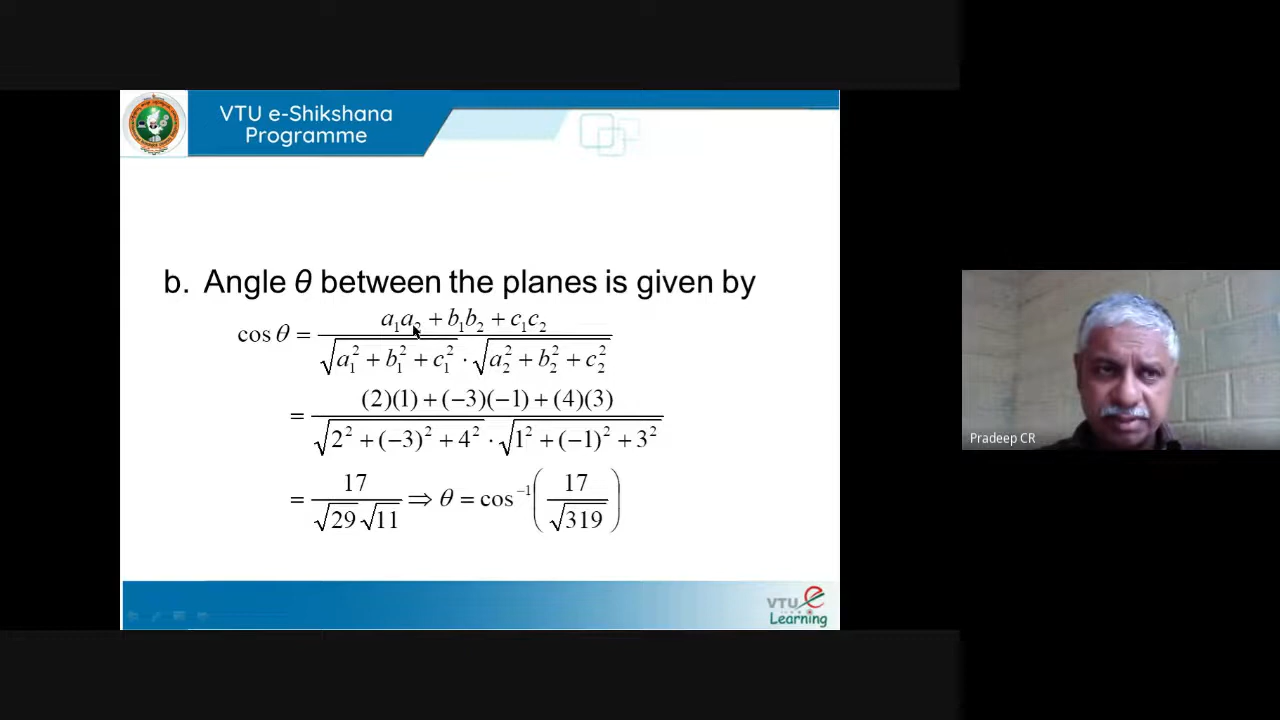 VTU e-Shikshana
Programme
b. Angle θ between the planes is given by
cos θ = (a₁a₂ + b₁b₂ + c₁c₂) / (√(a₁² + b₁² + c₁²) · √(a₂² + b₂² + c₂²))
= ((2)(1) + (−3)(−1) + (4)(3)) / (√(2² + (−3)² + 4²) · √(1² + (−1)² + 3²))
= 17 / (√29 √11) ⇒ θ = cos⁻¹(17 / √319)
Pradeep CR
VTU e
Learning